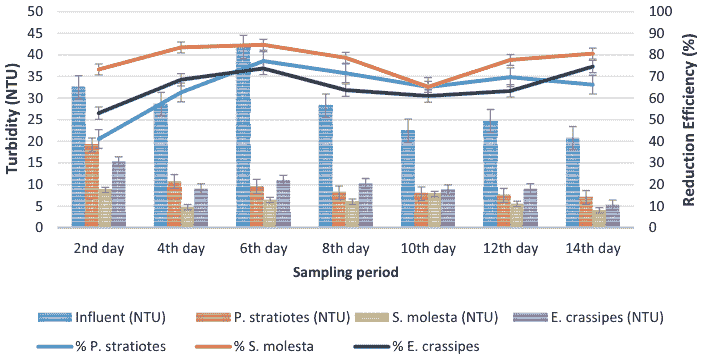 50 100
45 90
40 80
35 70
30 60
25 50
20 40
15 30
10 20
5 10
0 0
Turbidity (NTU)
Reduction Efficiency (%)
2nd day 4th day 6th day 8th day 10th day 12th day 14th day
Sampling period
Influent (NTU) P. stratiotes (NTU) S. molesta (NTU) E. crassipes (NTU)
% P. stratiotes % S. molesta % E. crassipes